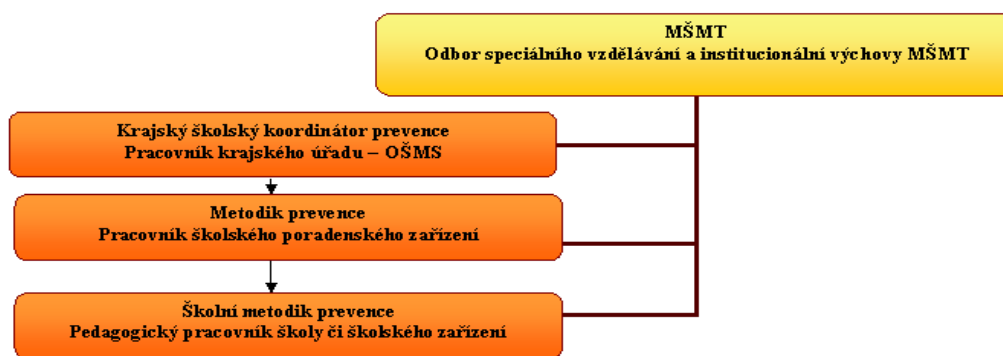 MŠMT
Odbor speciálního vzdělávání a institucionální výchovy MŠMT
Krajský školský koordinátor prevence
Pracovník krajského úřadu – OŠMS
Metodik prevence
Pracovník školského poradenského zařízení
Školní metodik prevence
Pedagogický pracovník školy či školského zařízení